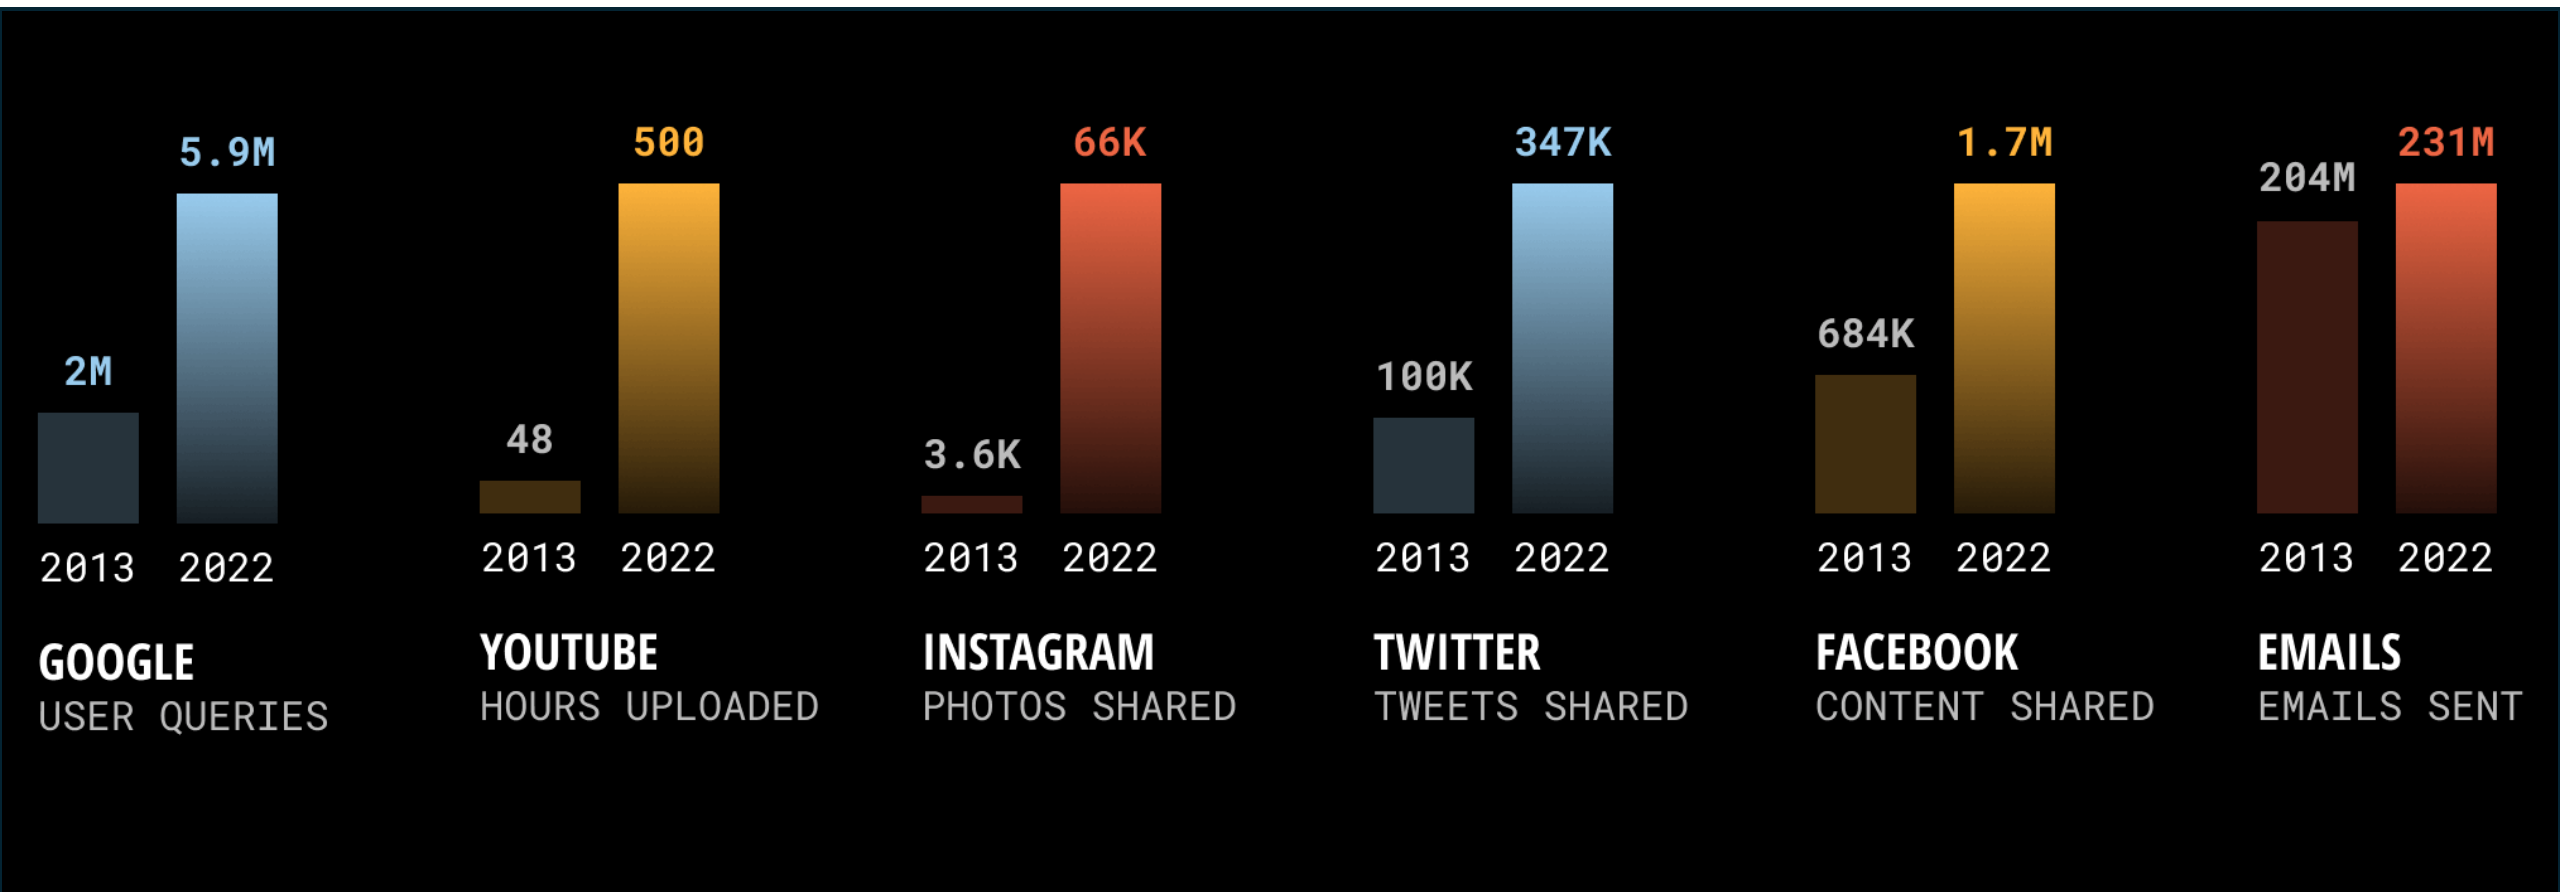 2M
5.9M
2013 2022
GOOGLE
USER QUERIES
48
500
2013 2022
YOUTUBE
HOURS UPLOADED
3.6K
66K
2013 2022
INSTAGRAM
PHOTOS SHARED
100K
347K
2013 2022
TWITTER
TWEETS SHARED
684K
1.7M
2013 2022
FACEBOOK
CONTENT SHARED
204M
231M
2013 2022
EMAILS
EMAILS SENT